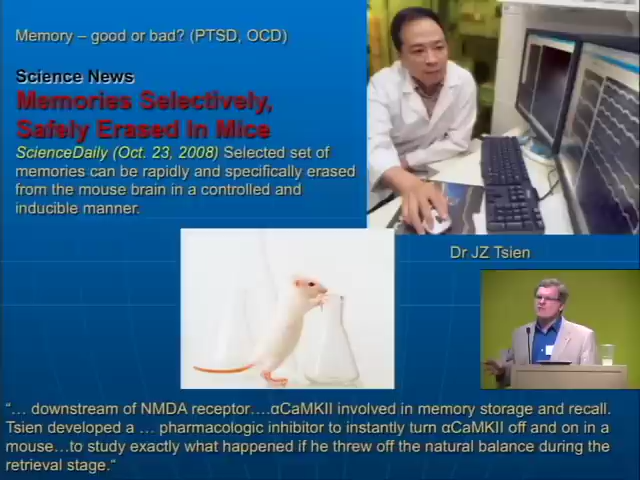 Memory – good or bad? (PTSD, OCD)
Science News
Memories Selectively,
Safely Erased In Mice
ScienceDaily (Oct. 23, 2008) Selected set of
memories can be rapidly and specifically erased
from the mouse brain in a controlled and
inducible manner.
Dr JZ Tsien
“… downstream of NMDA receptor….αCaMKII involved in memory storage and recall.
Tsien developed a … pharmacologic inhibitor to instantly turn αCaMKII off and on in a
mouse…to study exactly what happened if he threw off the natural balance during the
retrieval stage.“